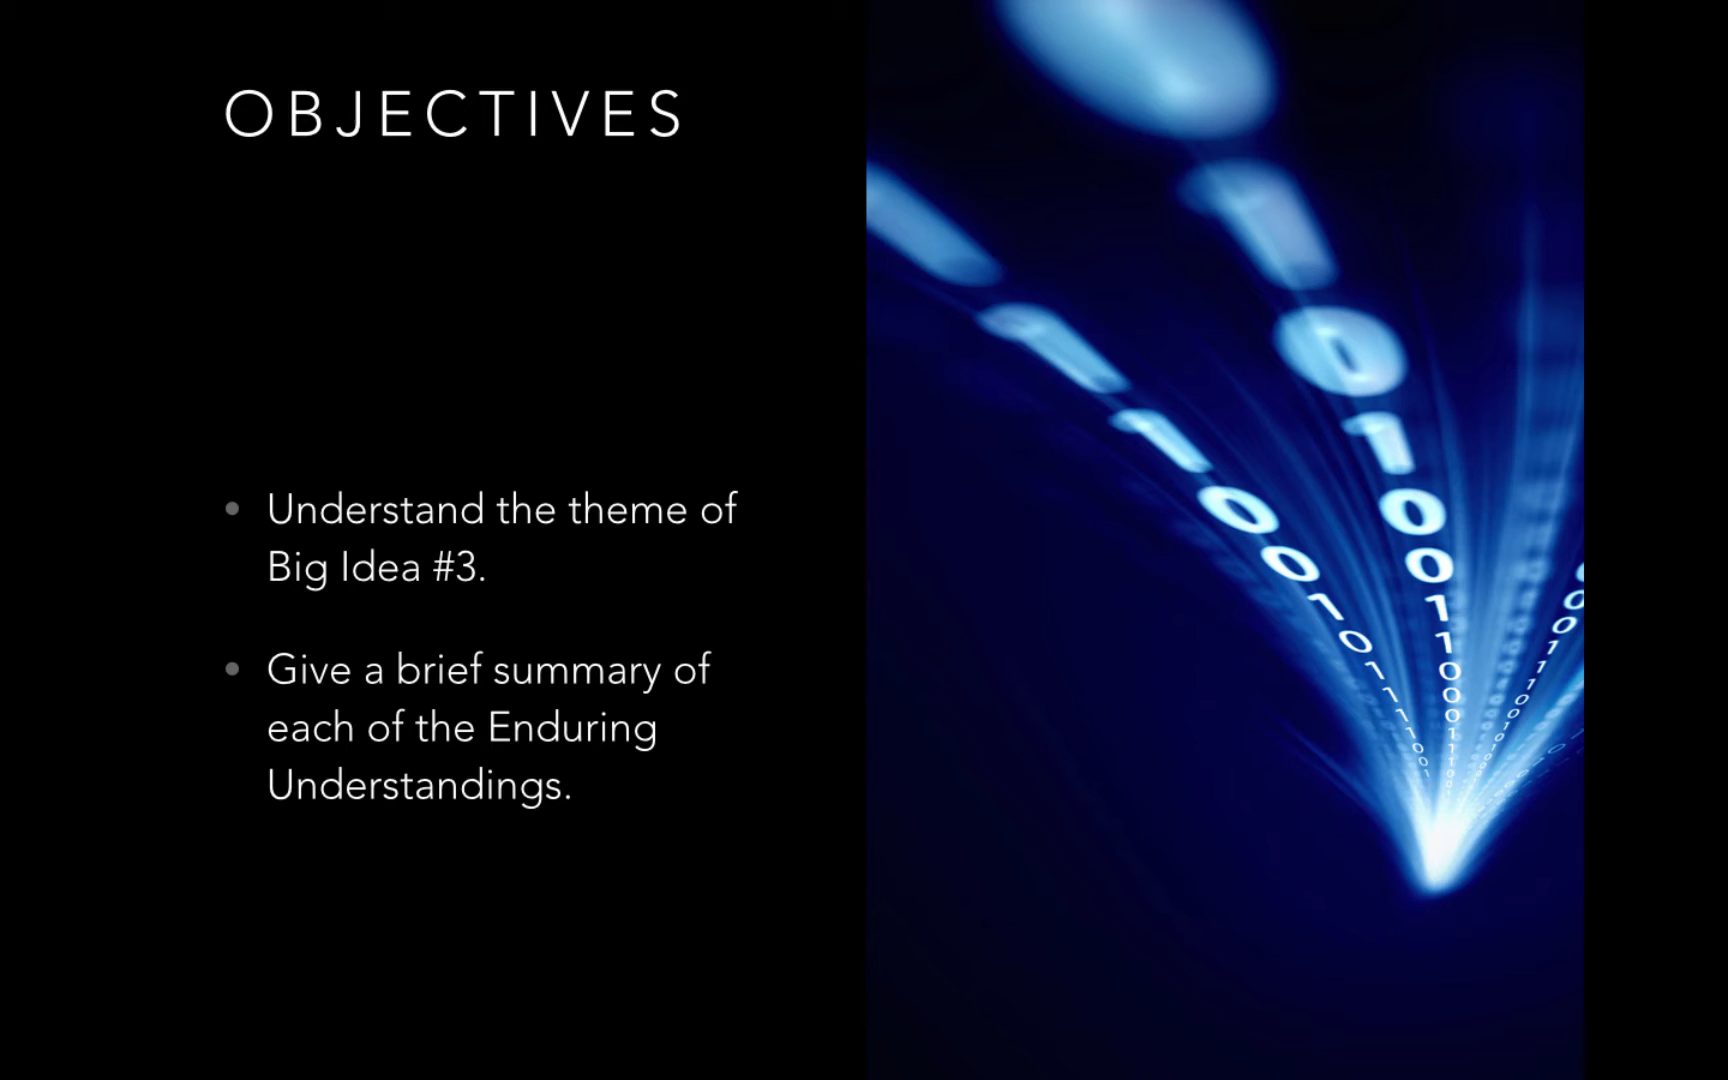 OBJECTIVES
• Understand the theme of
Big Idea #3.
• Give a brief summary of
each of the Enduring
Understandings.